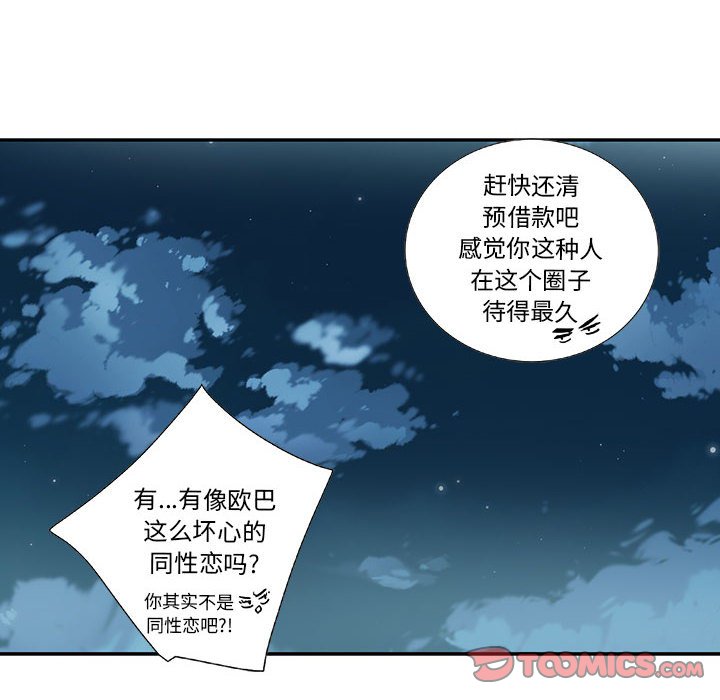 赶快还清
预借款吧
感觉你这种人
在这个圈子
待得最久
有...有像欧巴
这么坏心的
同性恋吗?
你其实不是
同性恋吧?!
TOOMICS.COM